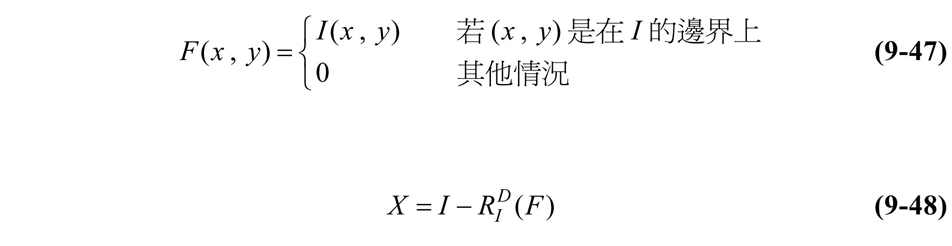 F(x, y) = { I(x, y) 若 (x, y) 是在 I 的邊界上
0 其他情況 (9-47)
X = I − R_I^D(F) (9-48)